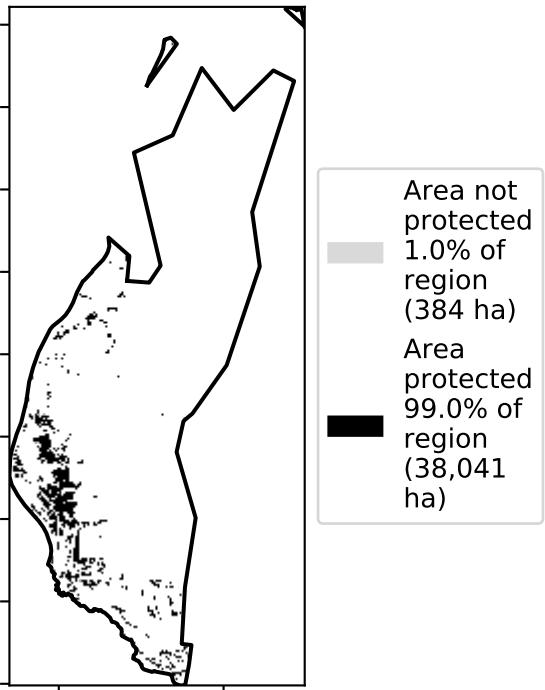 Area not
protected
1.0% of
region
(384 ha)
Area
protected
99.0% of
region
(38,041
ha)